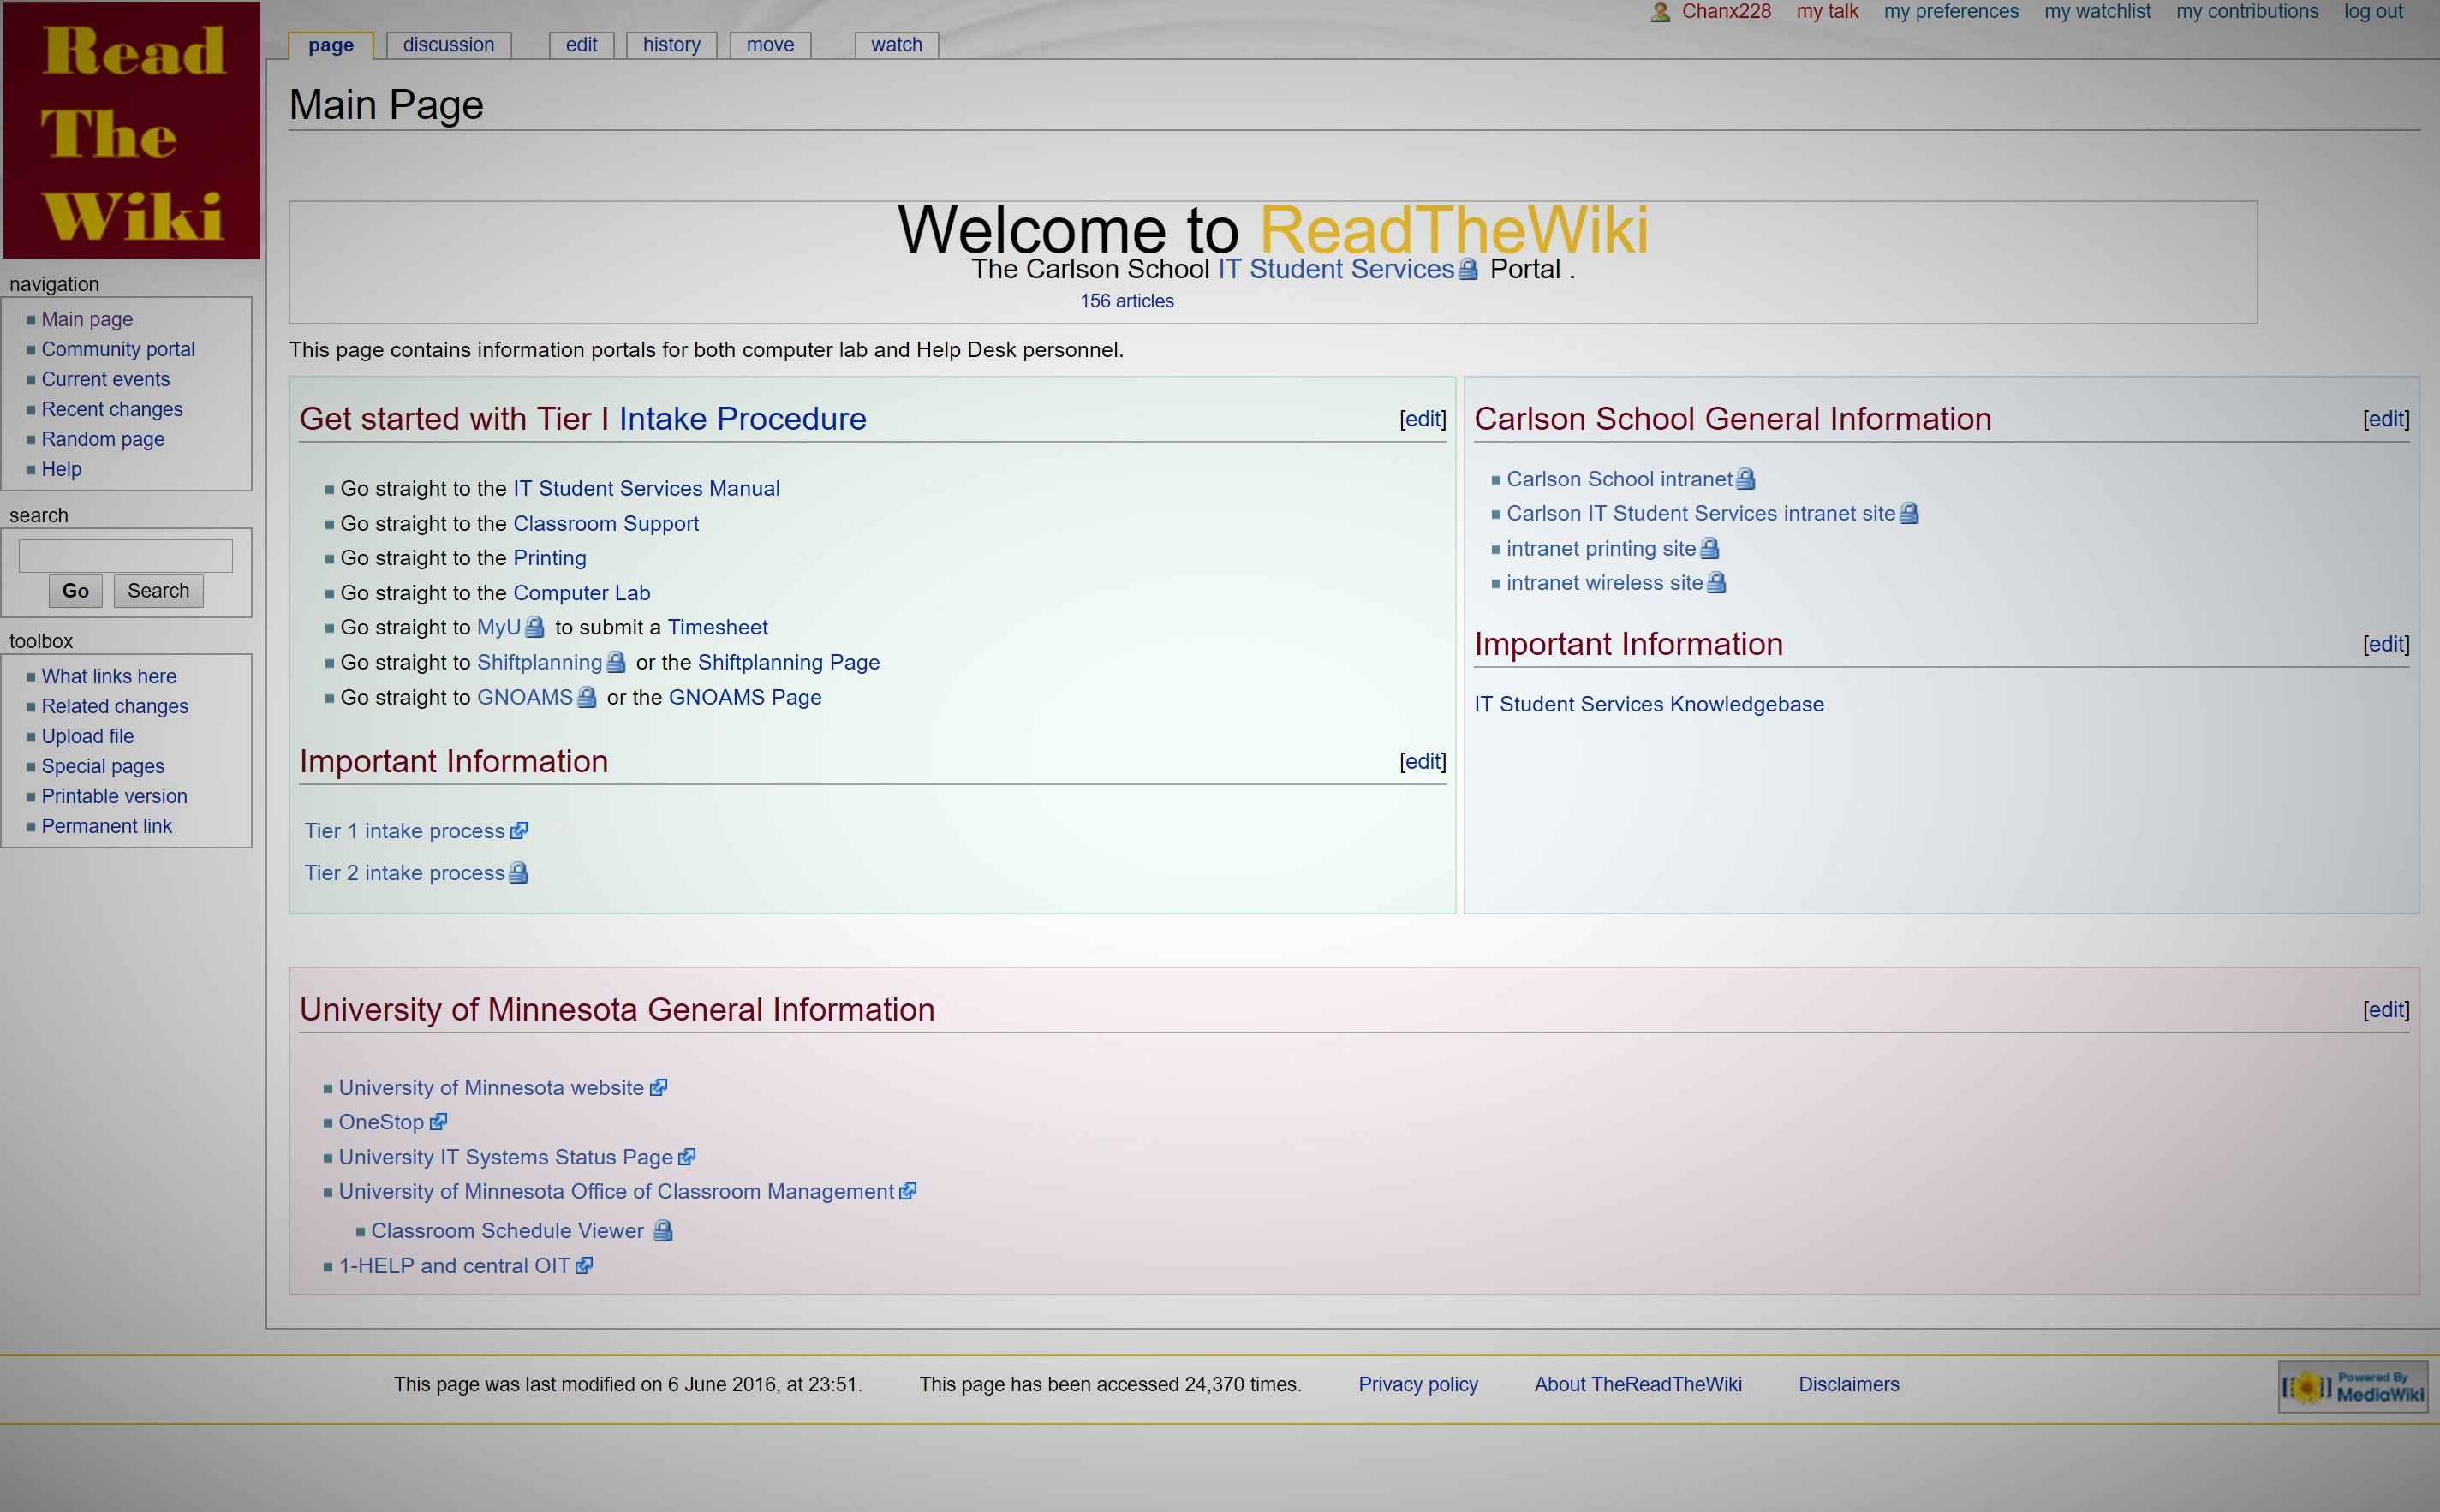 Read
The
Wiki
Chanx228 my talk my preferences my watchlist my contributions log out
page discussion edit history move watch
Main Page
Welcome to ReadTheWiki
The Carlson School IT Student Services Portal .
156 articles
This page contains information portals for both computer lab and Help Desk personnel.
navigation
Main page
Community portal
Current events
Recent changes
Random page
Help
search
Go Search
toolbox
What links here
Related changes
Upload file
Special pages
Printable version
Permanent link
Get started with Tier I Intake Procedure [edit]
Go straight to the IT Student Services Manual
Go straight to the Classroom Support
Go straight to the Printing
Go straight to the Computer Lab
Go straight to MyU to submit a Timesheet
Go straight to Shiftplanning or the Shiftplanning Page
Go straight to GNOAMS or the GNOAMS Page
Important Information [edit]
Tier 1 intake process
Tier 2 intake process
Carlson School General Information [edit]
Carlson School intranet
Carlson IT Student Services intranet site
intranet printing site
intranet wireless site
Important Information [edit]
IT Student Services Knowledgebase
University of Minnesota General Information [edit]
University of Minnesota website
OneStop
University IT Systems Status Page
University of Minnesota Office of Classroom Management
Classroom Schedule Viewer
1-HELP and central OIT
This page was last modified on 6 June 2016, at 23:51. This page has been accessed 24,370 times. Privacy policy About TheReadTheWiki Disclaimers
Powered By
MediaWiki